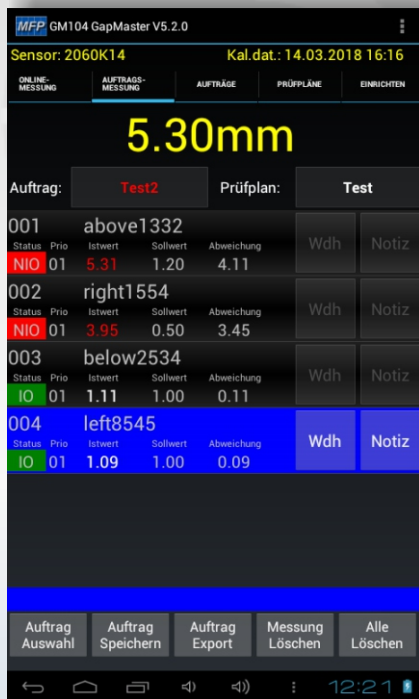 MFP GM104 GapMaster V5.2.0
Sensor: 2060K14 Kal.dat.: 14.03.2018 16:16
ONLINE-MESSUNG AUFTRAGS-MESSUNG AUFTRÄGE PRÜFPLÄNE EINRICHTEN
5.30mm
Auftrag: Test2 Prüfplan: Test
001 above1332
Status Prio Istwert Sollwert Abweichung Wdh Notiz
NIO 01 5.31 1.20 4.11
002 right1554
Status Prio Istwert Sollwert Abweichung Wdh Notiz
NIO 01 3.95 0.50 3.45
003 below2534
Status Prio Istwert Sollwert Abweichung Wdh Notiz
IO 01 1.11 1.00 0.11
004 left8545
Status Prio Istwert Sollwert Abweichung Wdh Notiz
IO 01 1.09 1.00 0.09
Auftrag Auftrag Auftrag Messung Alle
Auswahl Speichern Export Löschen Löschen
12:21